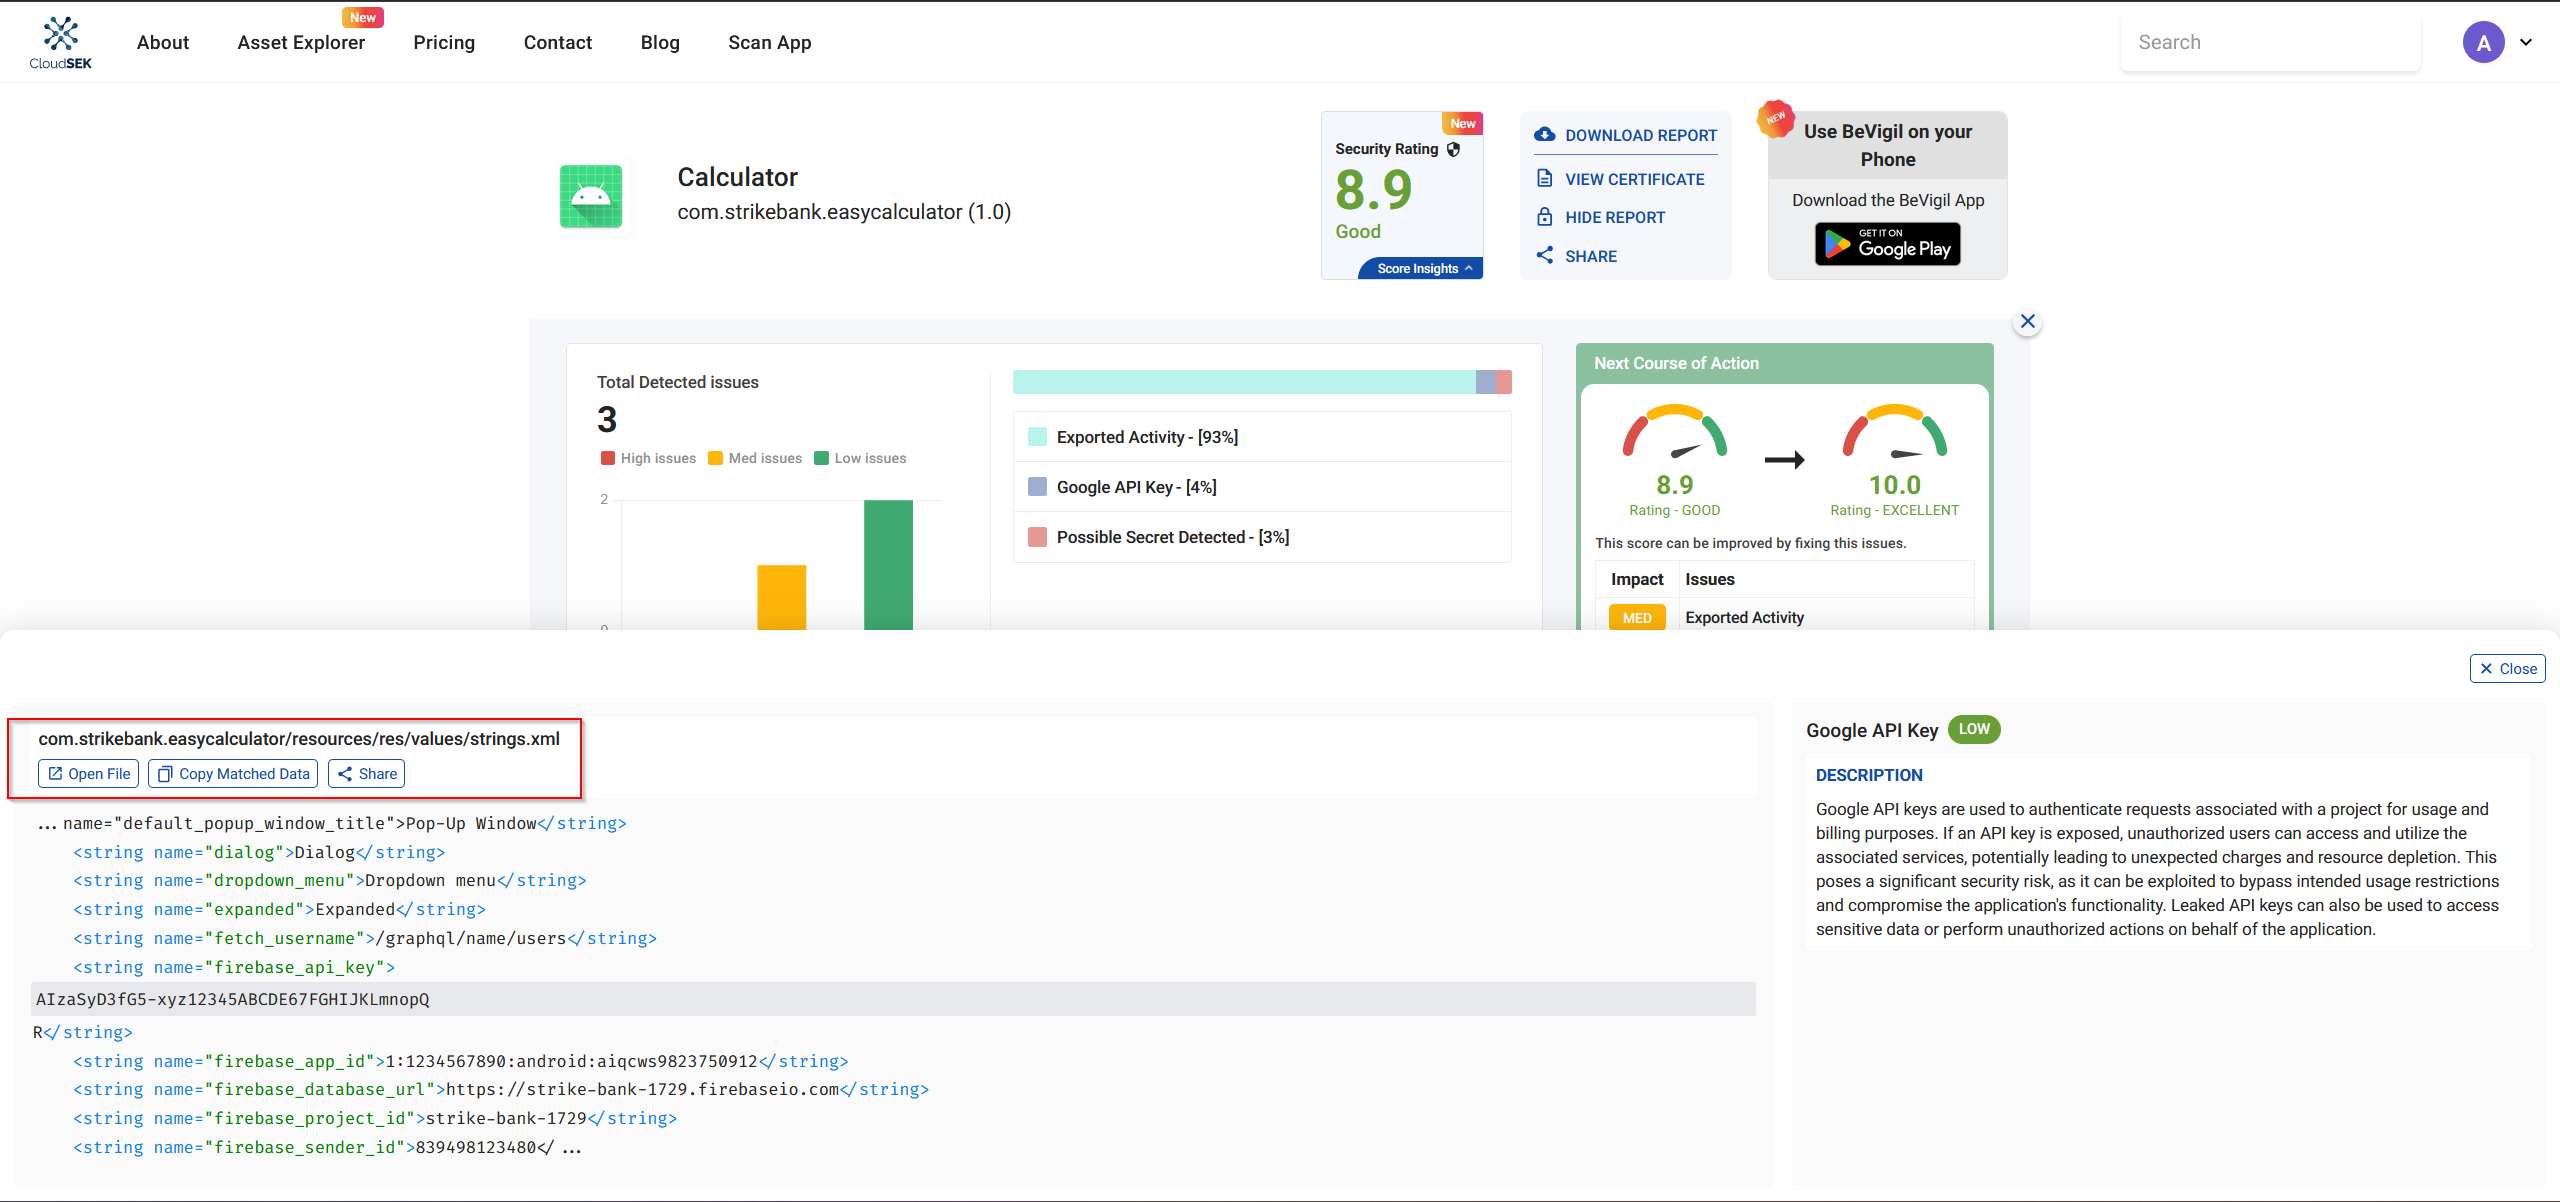 CloudSEK
About
Asset Explorer
New
Pricing
Contact
Blog
Scan App
Search
A
Calculator
com.strikebank.easycalculator (1.0)
New
Security Rating
8.9
Good
Score Insights
DOWNLOAD REPORT
VIEW CERTIFICATE
HIDE REPORT
SHARE
NEW
Use BeVigil on your
Phone
Download the BeVigil App
GET IT ON
Google Play
Total Detected issues
3
High issues
Med issues
Low issues
2
0
Exported Activity - [93%]
Google API Key - [4%]
Possible Secret Detected - [3%]
Next Course of Action
8.9
Rating - GOOD
10.0
Rating - EXCELLENT
This score can be improved by fixing this issues.
Impact Issues
MED Exported Activity
Close
com.strikebank.easycalculator/resources/res/values/strings.xml
Open File
Copy Matched Data
Share
... name="default_popup_window_title">Pop-Up Window</string>
<string name="dialog">Dialog</string>
<string name="dropdown_menu">Dropdown menu</string>
<string name="expanded">Expanded</string>
<string name="fetch_username">/graphql/name/users</string>
<string name="firebase_api_key">
AIzaSyD3fG5-xyz12345ABCDE67FGHIJKLmnopQ
R</string>
<string name="firebase_app_id">1:1234567890:android:aiqcws9823750912</string>
<string name="firebase_database_url">https://strike-bank-1729.firebaseio.com</string>
<string name="firebase_project_id">strike-bank-1729</string>
<string name="firebase_sender_id">839498123480</ ...
Google API Key LOW
DESCRIPTION
Google API keys are used to authenticate requests associated with a project for usage and
billing purposes. If an API key is exposed, unauthorized users can access and utilize the
associated services, potentially leading to unexpected charges and resource depletion. This
poses a significant security risk, as it can be exploited to bypass intended usage restrictions
and compromise the application's functionality. Leaked API keys can also be used to access
sensitive data or perform unauthorized actions on behalf of the application.